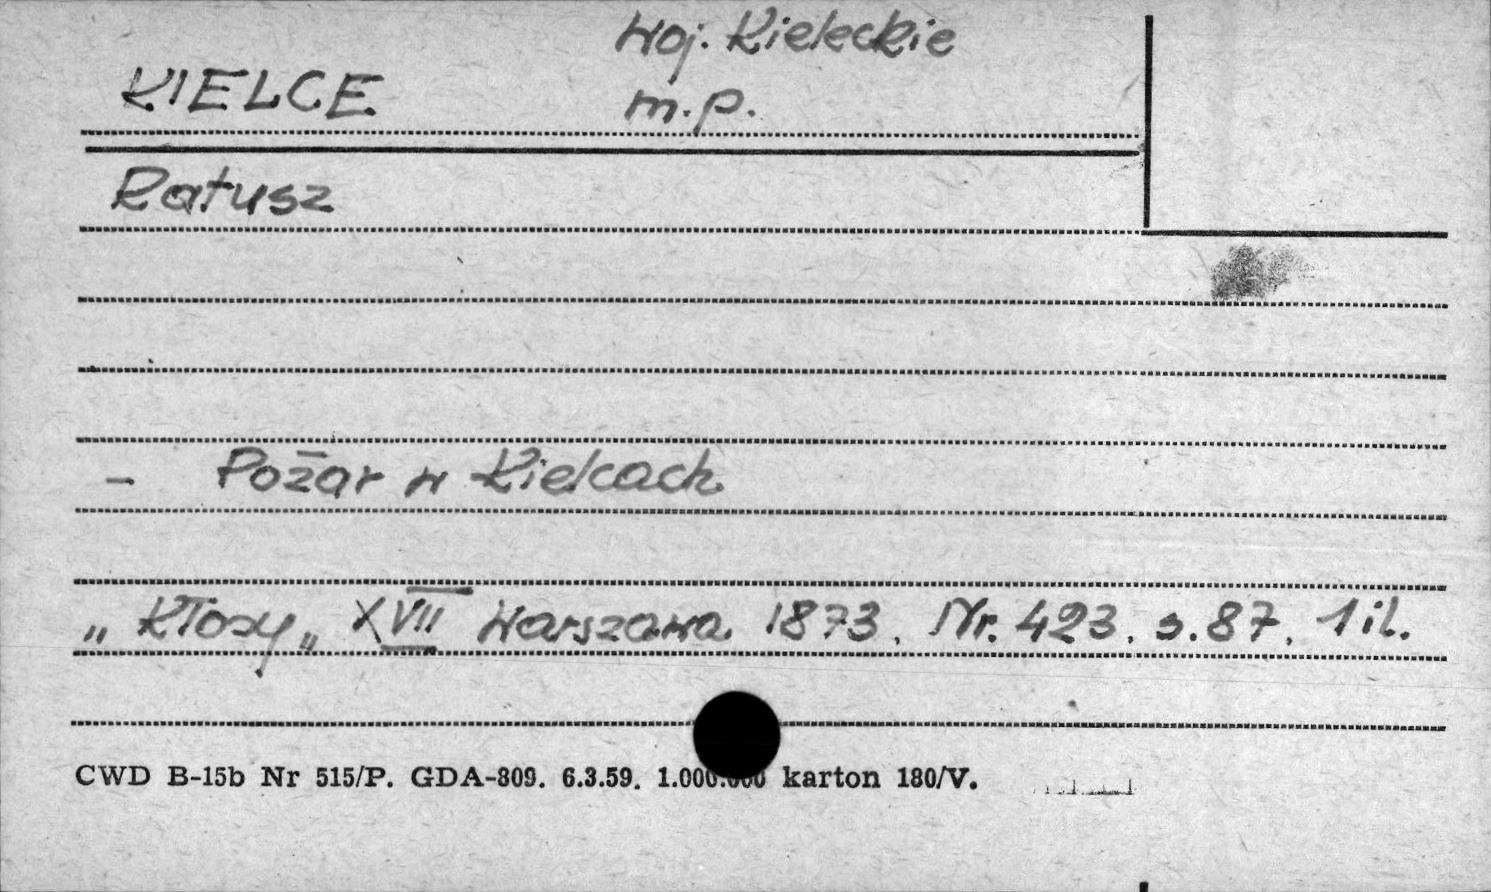 woj. Kieleckie
KIELCE m.p.
Ratusz
- Pożar w Kielcach
„Kłosy„ XVII Warszawa. 1873. Nr. 423. s. 87. 1 il.
CWD B-15b Nr 515/P. GDA-809. 6.3.59. 1.000.000 karton 180/V.